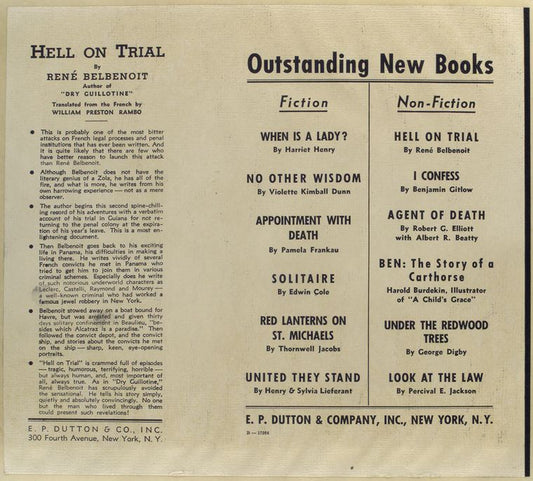 HELL ON TRIAL
By
RENÉ BELBENOIT
Author of
"DRY GUILLOTINE"
Translated from the French by
WILLIAM PRESTON RAMBO
● This is probably one of the most bitter
attacks on French legal processes and penal
institutions that has ever been written. And
it is quite likely that there are few who
have better reason to launch this attack
than René Belbenoit.
● Although Belbenoit does not have the
literary genius of a Zola, he has all of the
fire, and what is more, he writes from his
own harrowing experience — not as a mere
observer.
● The author begins this second spine-chill-
ing record of his adventures with a verbatim
account of his trial in Guiana for not re-
turning to the penal colony at the expira-
tion of his year's leave. This is a most en-
lightening document.
● Then Belbenoit goes back to his exciting
life in Panama, his difficulties in making a
living there. He writes vividly of several
French convicts he met in Panama who
tried to get him to join them in various
criminal schemes. Especially does he write
of such notorious underworld characters as
Leclerc, Castelli, Raymond and Mourey —
a well-known criminal who had worked a
famous jewel robbery in New York.
● Belbenoit stowed away on a boat bound for
Havre, but was arrested and given thirty
days solitary confinement in Beaulieu, "be-
sides which Alcatraz is a paradise." Then
followed the convict depot, and the convict
ship, and stories about the convicts he met
on the ship — sharp, keen, eye-opening
portraits.
● "Hell on Trial" is crammed full of episodes
— tragic, humorous, terrifying, horrible —
but always human, and, most important of
all, always true. As in "Dry Guillotine,"
René Belbenoit has scrupulously avoided
the sensational. He tells his story simply,
quietly and absolutely convincingly. No one
but the man who lived through them
could present such revelations!
E. P. DUTTON & CO., INC.
300 Fourth Avenue, New York, N. Y.
Outstanding New Books
Fiction
WHEN IS A LADY?
By Harriet Henry
NO OTHER WISDOM
By Violette Kimball Dunn
APPOINTMENT WITH
DEATH
By Pamela Frankau
SOLITAIRE
By Edwin Cole
RED LANTERNS ON
ST. MICHAELS
By Thornwell Jacobs
UNITED THEY STAND
By Henry & Sylvia Lieferant
Non-Fiction
HELL ON TRIAL
By René Belbenoit
I CONFESS
By Benjamin Gitlow
AGENT OF DEATH
By Robert G. Elliott
with Albert R. Beatty
BEN: The Story of a
Carthorse
Harold Burdekin, Illustrator
of "A Child's Grace"
UNDER THE REDWOOD
TREES
By George Digby
LOOK AT THE LAW
By Percival E. Jackson
E. P. DUTTON & COMPANY, INC., NEW YORK, N. Y.